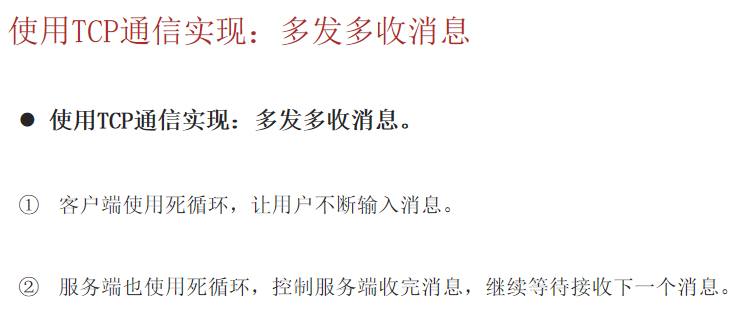 使用TCP通信实现：多发多收消息
● 使用TCP通信实现：多发多收消息。
① 客户端使用死循环，让用户不断输入消息。
② 服务端也使用死循环，控制服务端收完消息，继续等待接收下一个消息。